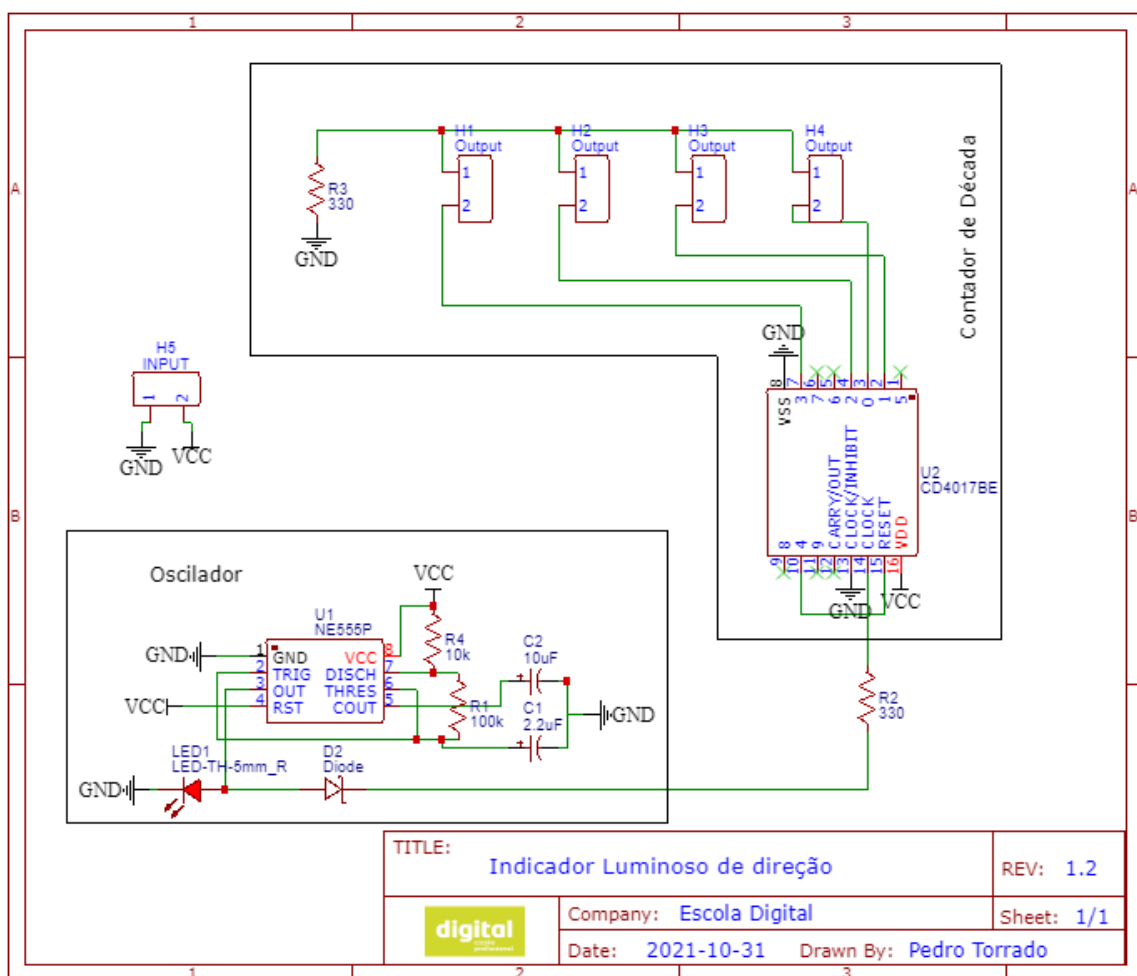 1 2 3
A A
B B
Contador de Década
H1
Output
1
2
H2
Output
1
2
H3
Output
1
2
H4
Output
1
2
R3
330
GND
H5
INPUT
1 2
GND VCC
GND
8 7 6 5 4 3 2 1
VSS 3 7 6 2 0 1 5
U2
CD4017BE
8 4 9 CARRY/OUT CLOCK/INHIBIT CLOCK RESET VDD
9 10 11 12 13 14 15 16
GND VCC
R2
330
Oscilador
VCC
U1
NE555P
R4
10k
GND 1 GND VCC 8
2 TRIG DISCH 7
3 OUT THRES 6
VCC 4 RST COUT 5
R1
100k
C2
10uF
C1
2.2uF
GND
LED1
LED-TH-5mm_R
GND
D2
Diode
TITLE:
Indicador Luminoso de direção
REV: 1.2
digital
Company: Escola Digital
Sheet: 1/1
Date: 2021-10-31 Drawn By: Pedro Torrado
1 2 3